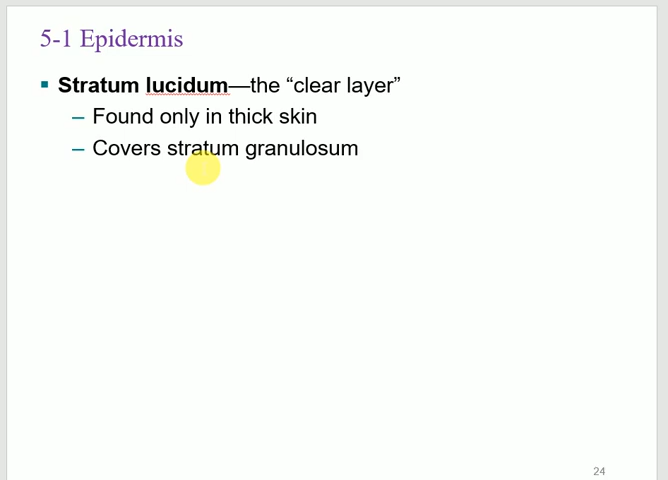 5-1 Epidermis
▪ Stratum lucidum—the “clear layer”
– Found only in thick skin
– Covers stratum granulosum
24